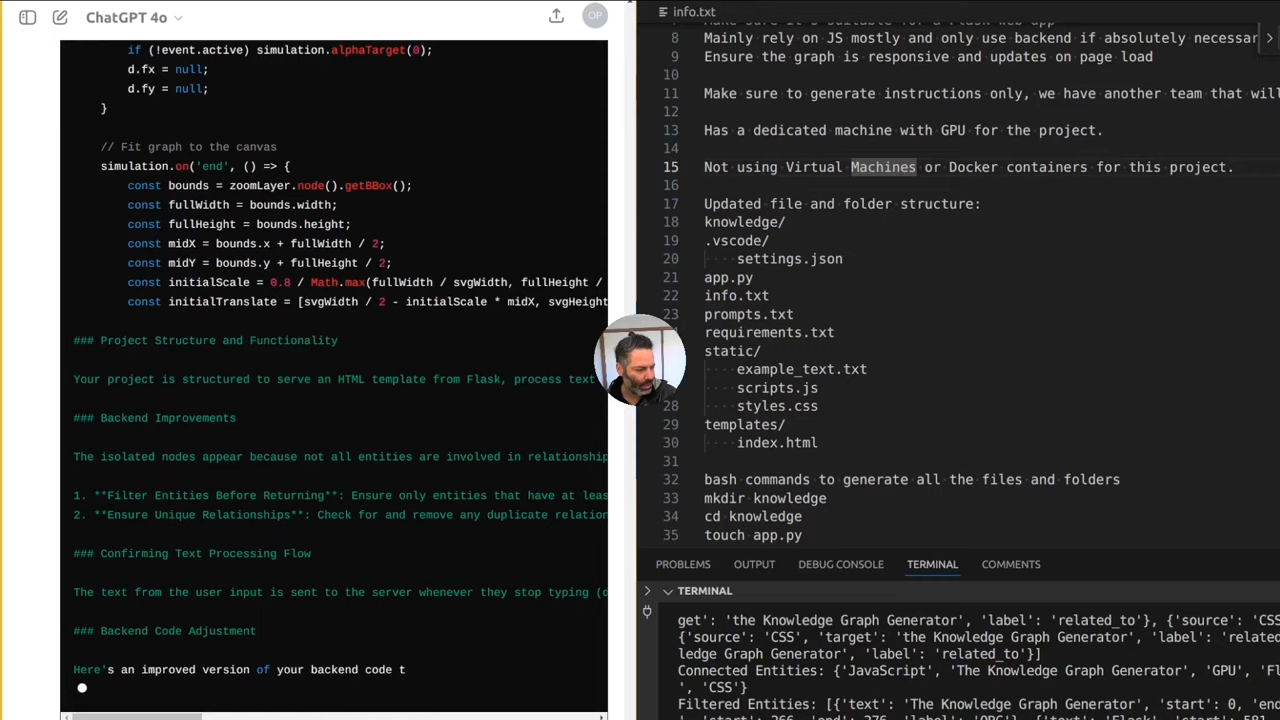 ChatGPT 4o
OP
if (!event.active) simulation.alphaTarget(0);
d.fx = null;
d.fy = null;
}
// Fit graph to the canvas
simulation.on('end', () => {
const bounds = zoomLayer.node().getBBox();
const fullWidth = bounds.width;
const fullHeight = bounds.height;
const midX = bounds.x + fullWidth / 2;
const midY = bounds.y + fullHeight / 2;
const initialScale = 0.8 / Math.max(fullWidth / svgWidth, fullHeight /
const initialTranslate = [svgWidth / 2 - initialScale * midX, svgHeight
### Project Structure and Functionality
Your project is structured to serve an HTML template from Flask, process text
### Backend Improvements
The isolated nodes appear because not all entities are involved in relationship
1. **Filter Entities Before Returning**: Ensure only entities that have at leas
2. **Ensure Unique Relationships**: Check for and remove any duplicate relation
### Confirming Text Processing Flow
The text from the user input is sent to the server whenever they stop typing (
### Backend Code Adjustment
Here's an improved version of your backend code t
info.txt
8 Mainly rely on JS mostly and only use backend if absolutely necessar
9 Ensure the graph is responsive and updates on page load
10
11 Make sure to generate instructions only, we have another team that will
12
13 Has a dedicated machine with GPU for the project.
14
15 Not using Virtual Machines or Docker containers for this project.
16
17 Updated file and folder structure:
18 knowledge/
19 .vscode/
20 settings.json
21 app.py
22 info.txt
23 prompts.txt
requirements.txt
static/
example_text.txt
scripts.js
28 styles.css
29 templates/
30 index.html
31
32 bash commands to generate all the files and folders
33 mkdir knowledge
34 cd knowledge
35 touch app.py
PROBLEMS OUTPUT DEBUG CONSOLE TERMINAL COMMENTS
TERMINAL
get': 'the Knowledge Graph Generator', 'label': 'related_to'}, {'source': 'CSS
{'source': 'CSS', 'target': 'the Knowledge Graph Generator', 'label': 'related
ledge Graph Generator', 'label': 'related_to'}]
Connected Entities: {'JavaScript', 'The Knowledge Graph Generator', 'GPU', 'Fl
, 'CSS'}
Filtered Entities: [{'text': 'The Knowledge Graph Generator', 'start': 0, 'end